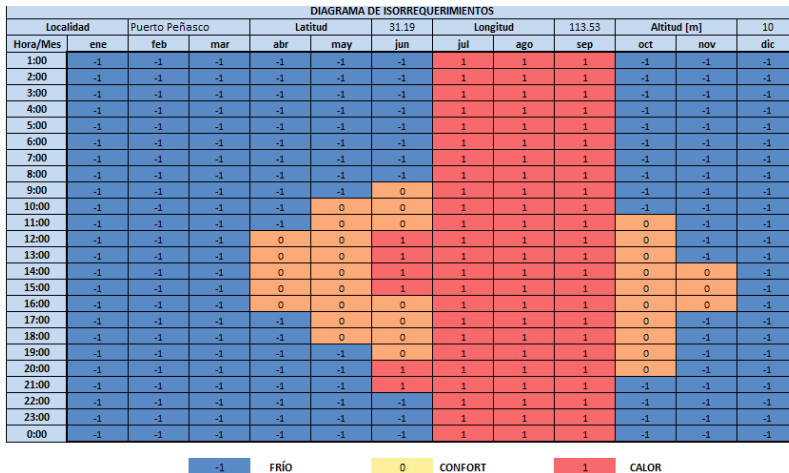 DIAGRAMA DE ISORREQUERIMIENTOS
Localidad Puerto Peñasco Latitud 31.19 Longitud 113.53 Altitud [m] 10
Hora/Mes ene feb mar abr may jun jul ago sep oct nov dic
1:00 -1 -1 -1 -1 -1 -1 1 1 1 -1 -1 -1
2:00 -1 -1 -1 -1 -1 -1 1 1 1 -1 -1 -1
3:00 -1 -1 -1 -1 -1 -1 1 1 1 -1 -1 -1
4:00 -1 -1 -1 -1 -1 -1 1 1 1 -1 -1 -1
5:00 -1 -1 -1 -1 -1 -1 1 1 1 -1 -1 -1
6:00 -1 -1 -1 -1 -1 -1 1 1 1 -1 -1 -1
7:00 -1 -1 -1 -1 -1 -1 1 1 1 -1 -1 -1
8:00 -1 -1 -1 -1 -1 -1 1 1 1 -1 -1 -1
9:00 -1 -1 -1 -1 -1 0 1 1 1 -1 -1 -1
10:00 -1 -1 -1 -1 0 0 1 1 1 -1 -1 -1
11:00 -1 -1 -1 -1 0 0 1 1 1 0 -1 -1
12:00 -1 -1 -1 0 0 1 1 1 1 0 -1 -1
13:00 -1 -1 -1 0 0 1 1 1 1 0 -1 -1
14:00 -1 -1 -1 0 0 1 1 1 1 0 0 -1
15:00 -1 -1 -1 0 0 1 1 1 1 0 0 -1
16:00 -1 -1 -1 0 0 0 1 1 1 0 0 -1
17:00 -1 -1 -1 -1 0 0 1 1 1 0 -1 -1
18:00 -1 -1 -1 -1 0 0 1 1 1 0 -1 -1
19:00 -1 -1 -1 -1 -1 0 1 1 1 0 -1 -1
20:00 -1 -1 -1 -1 -1 1 1 1 1 0 -1 -1
21:00 -1 -1 -1 -1 -1 1 1 1 1 -1 -1 -1
22:00 -1 -1 -1 -1 -1 -1 1 1 1 -1 -1 -1
23:00 -1 -1 -1 -1 -1 -1 1 1 1 -1 -1 -1
0:00 -1 -1 -1 -1 -1 -1 1 1 1 -1 -1 -1
-1 FRÍO 0 CONFORT 1 CALOR